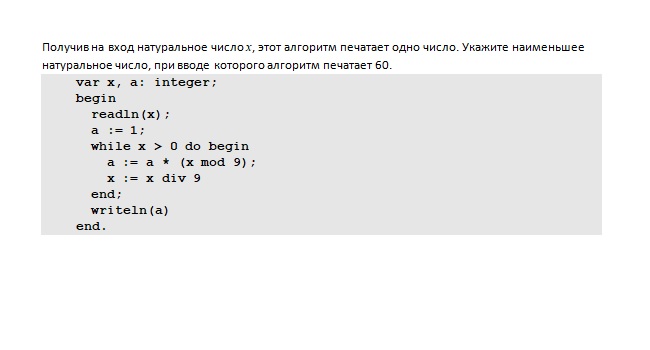 Получив на вход натуральное число x, этот алгоритм печатает одно число. Укажите наименьшее
натуральное число, при вводе которого алгоритм печатает 60.
var x, a: integer;
begin
readln(x);
a := 1;
while x > 0 do begin
a := a * (x mod 9);
x := x div 9
end;
writeln(a)
end.